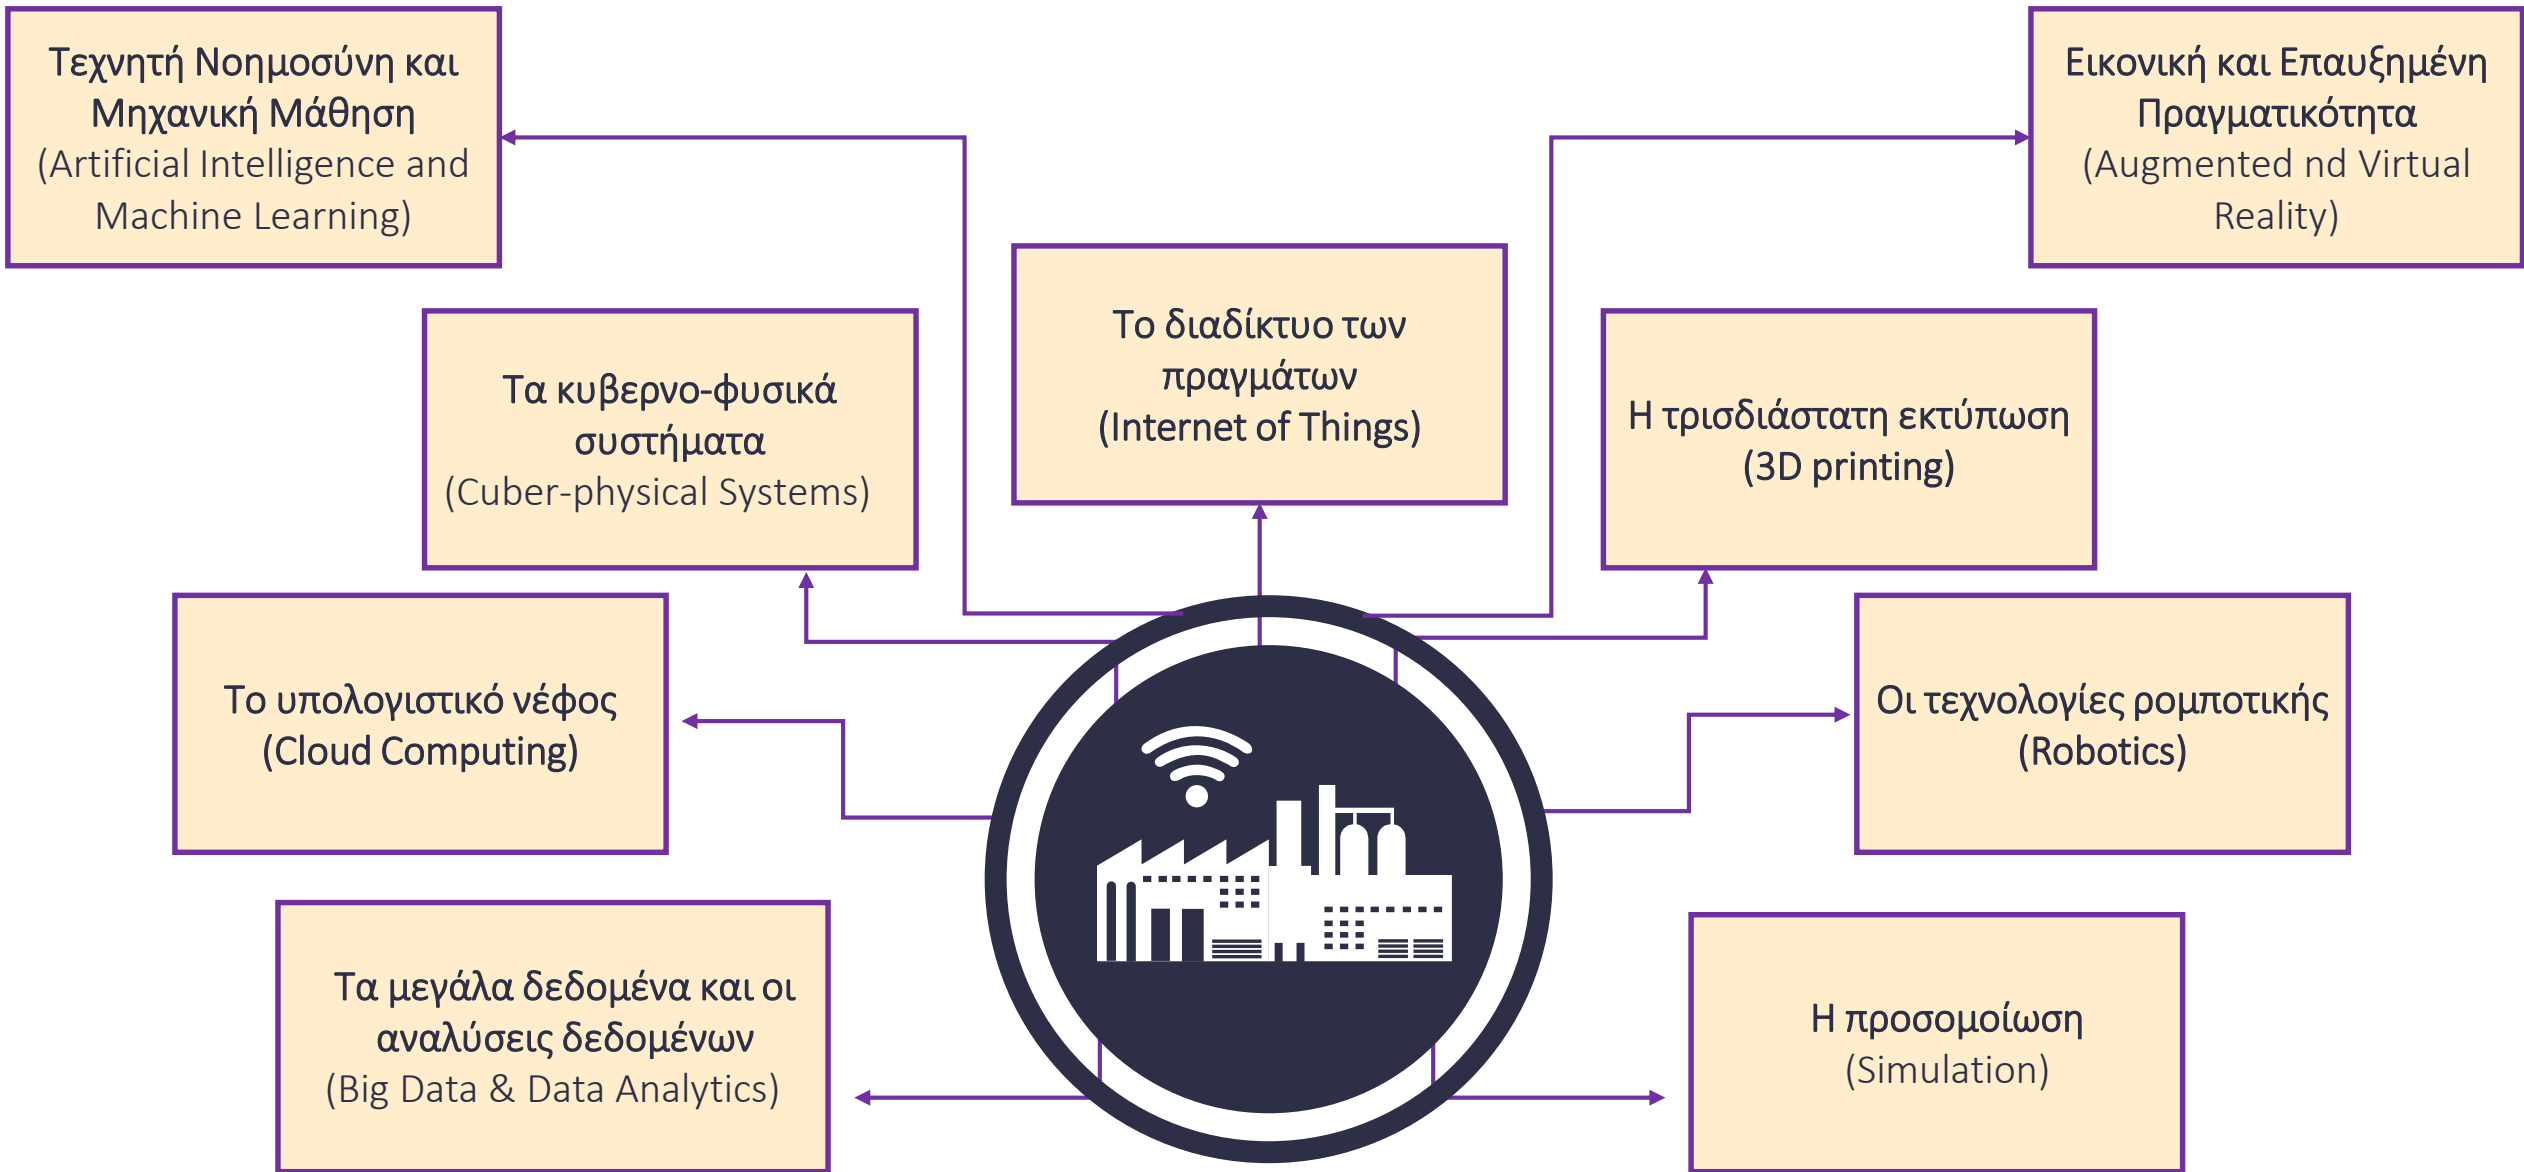 Τεχνητή Νοημοσύνη και
Μηχανική Μάθηση
(Artificial Intelligence and
Machine Learning)
Εικονική και Επαυξημένη
Πραγματικότητα
(Augmented nd Virtual
Reality)
Το διαδίκτυο των
πραγμάτων
(Internet of Things)
Τα κυβερνο-φυσικά
συστήματα
(Cuber-physical Systems)
Η τρισδιάστατη εκτύπωση
(3D printing)
Το υπολογιστικό νέφος
(Cloud Computing)
Οι τεχνολογίες ρομποτικής
(Robotics)
Τα μεγάλα δεδομένα και οι
αναλύσεις δεδομένων
(Big Data & Data Analytics)
Η προσομοίωση
(Simulation)